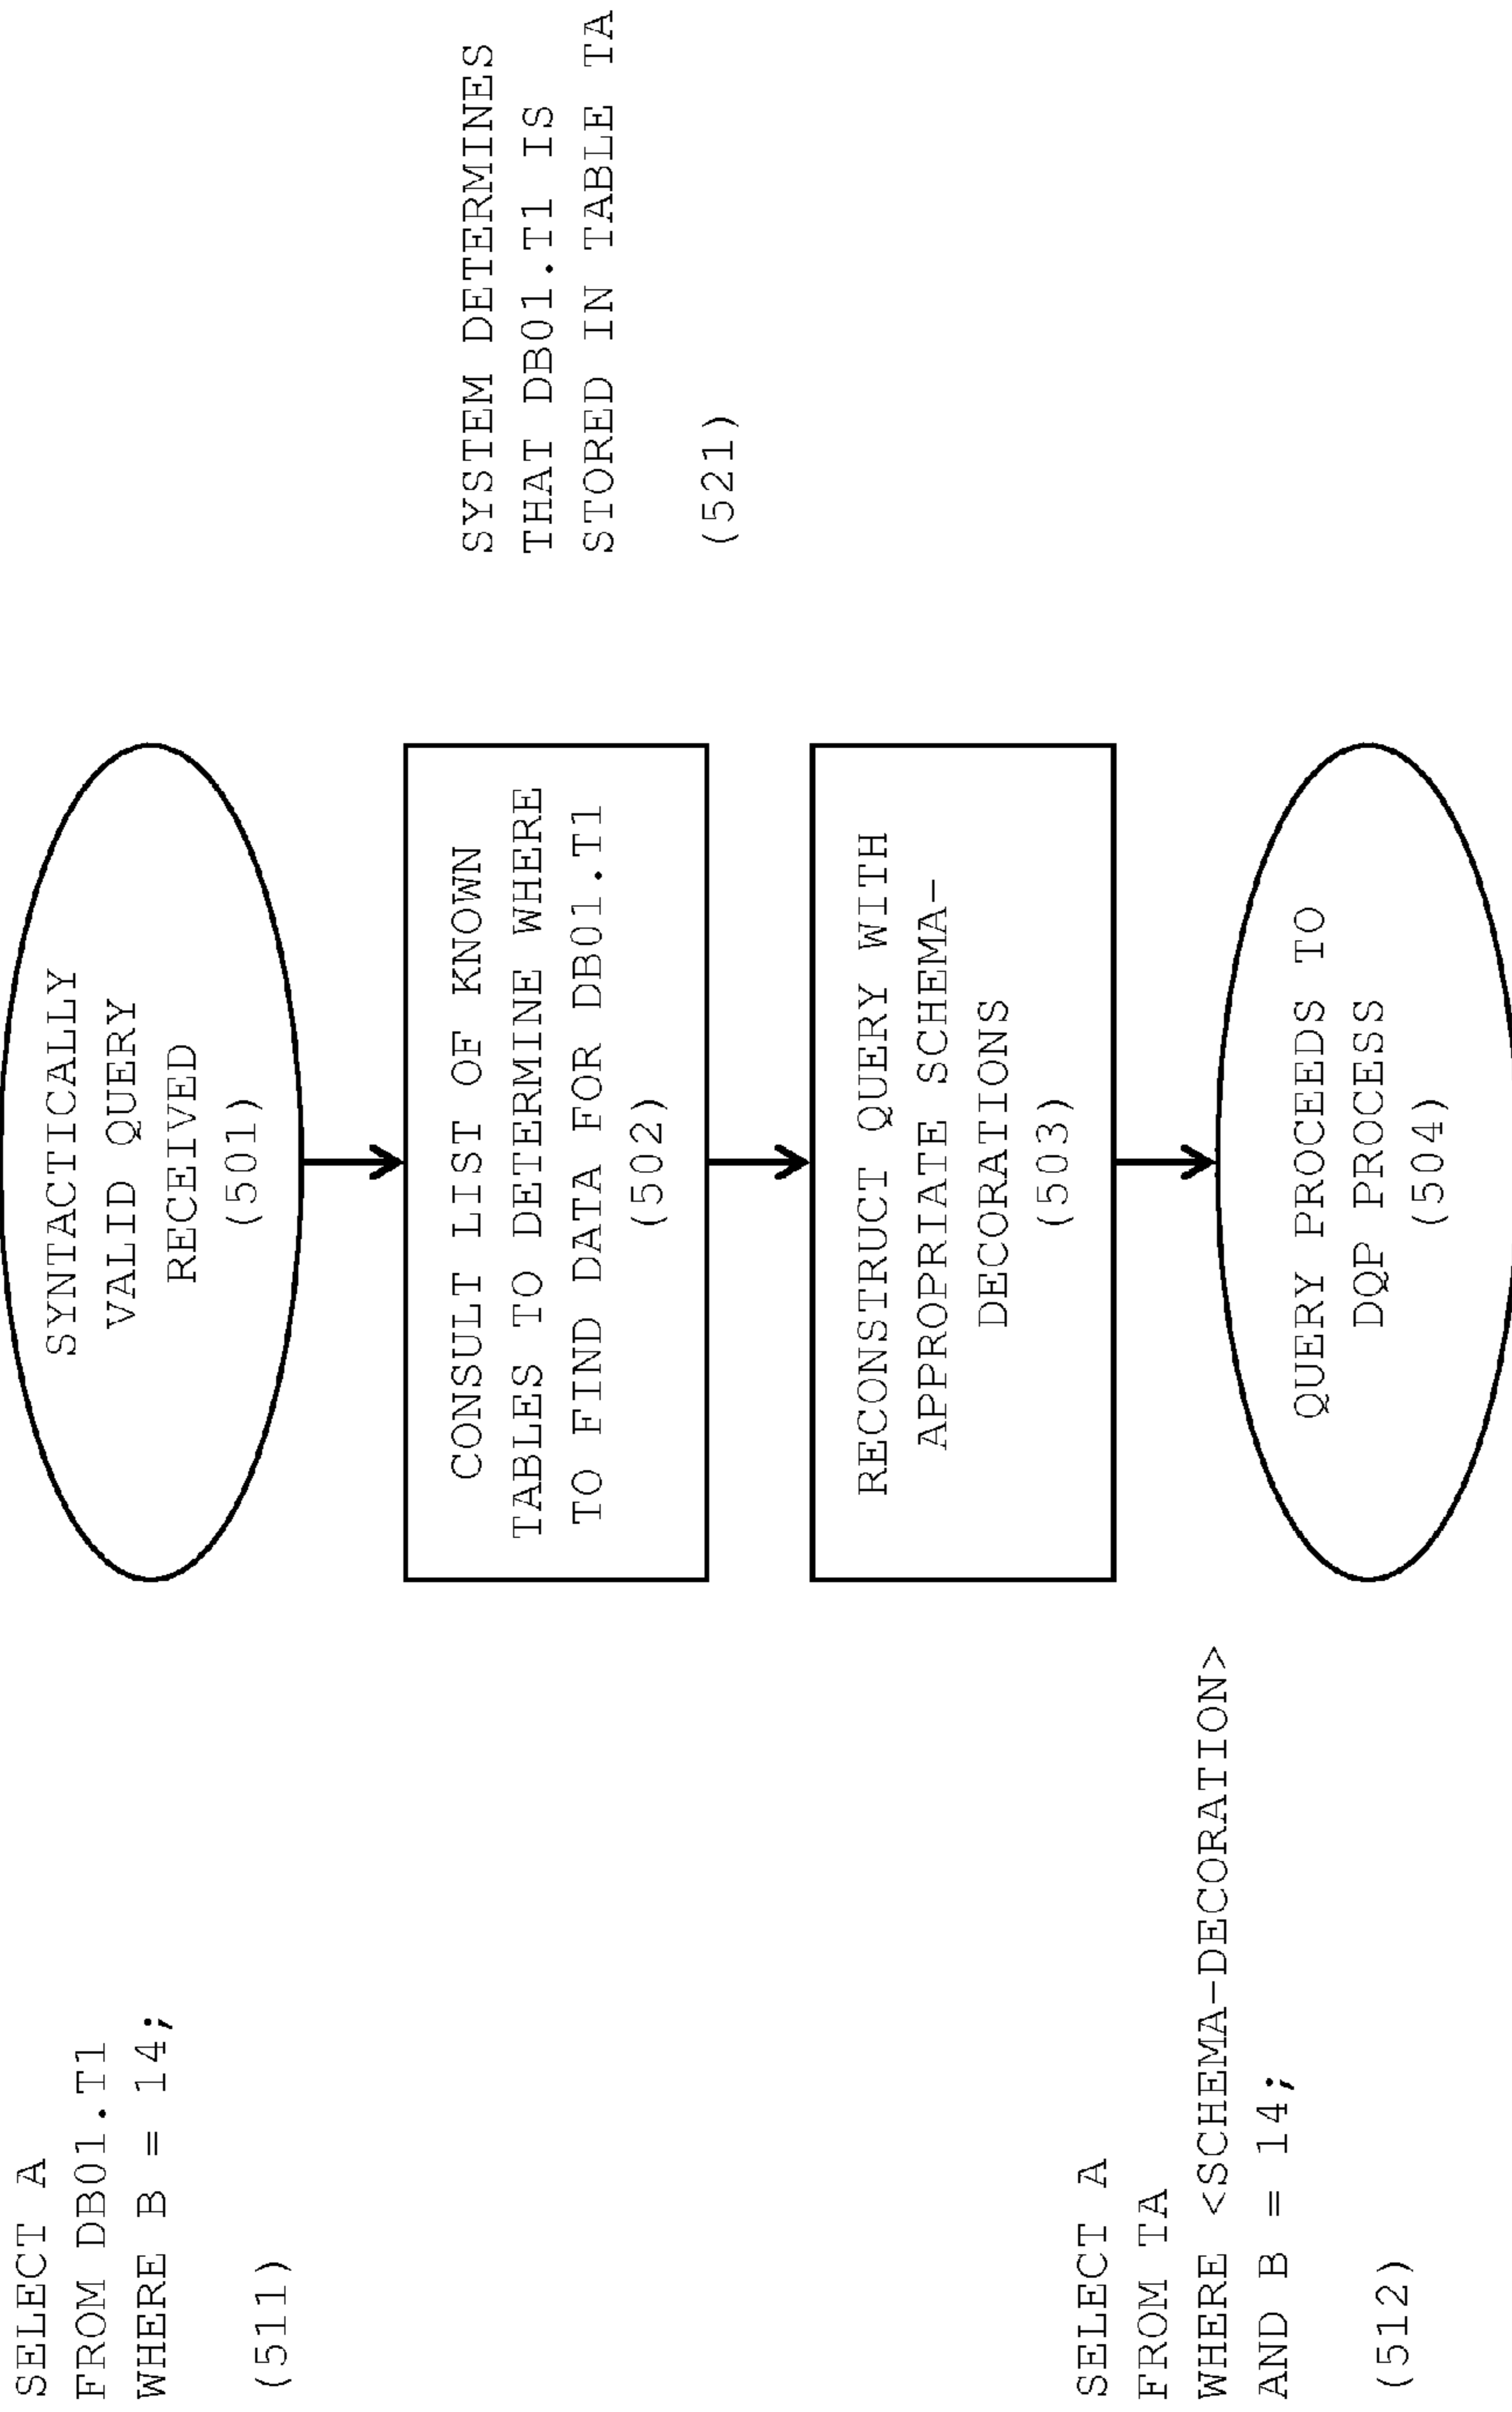 SELECT A
FROM DB01.T1
WHERE B = 14;
(511)
SYNTACTICALLY
VALID QUERY
RECEIVED
(501)
CONSULT LIST OF KNOWN
TABLES TO DETERMINE WHERE
TO FIND DATA FOR DB01.T1
(502)
SYSTEM DETERMINES
THAT DB01.T1 IS
STORED IN TABLE TA
(521)
RECONSTRUCT QUERY WITH
APPROPRIATE SCHEMA-
DECORATIONS
(503)
SELECT A
FROM TA
WHERE <SCHEMA-DECORATION>
AND B = 14;
(512)
QUERY PROCEEDS TO
DQP PROCESS
(504)